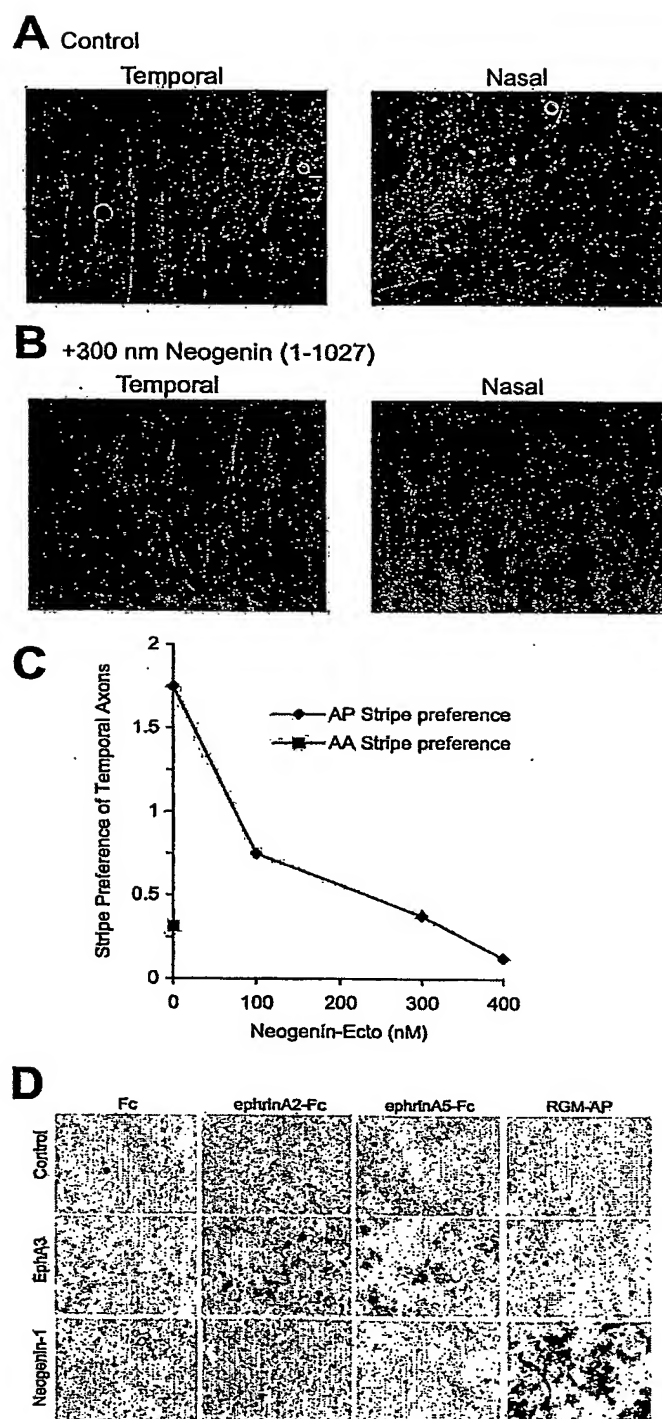 A Control
Temporal
Nasal
B +300 nm Neogenin (1-1027)
Temporal
Nasal
C
2
1.5
1
0.5
0
Stripe Preference of Temporal Axons
AP Stripe preference
AA Stripe preference
0 100 200 300 400
Neogenin-Ecto (nM)
D
Fc ephrinA2-Fc ephrinA5-Fc RGM-AP
Control
EphA3
Neogenin-1